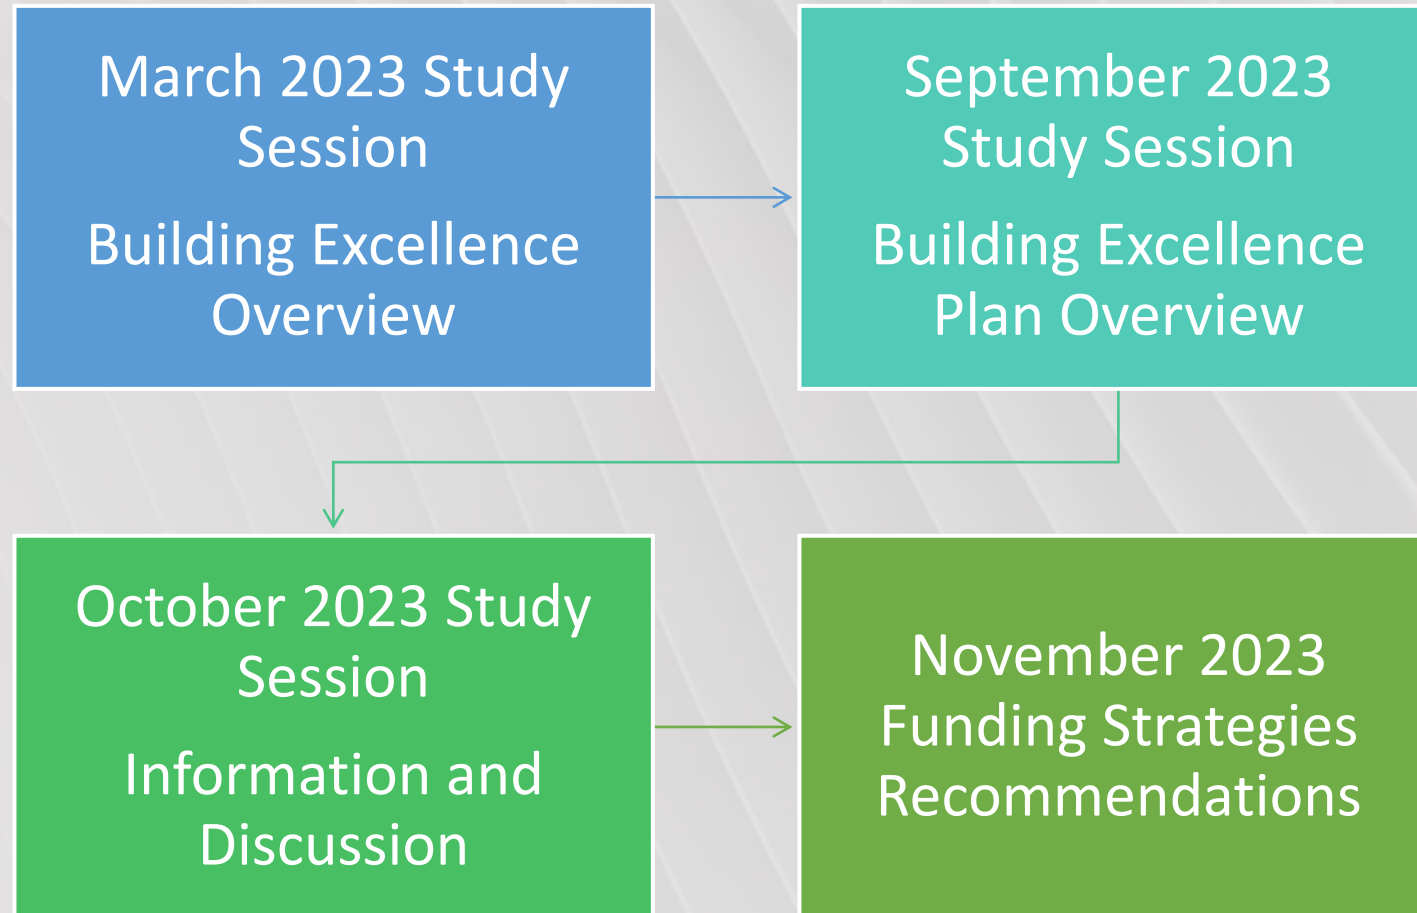 March 2023 Study
Session
Building Excellence
Overview
September 2023
Study Session
Building Excellence
Plan Overview
October 2023 Study
Session
Information and
Discussion
November 2023
Funding Strategies
Recommendations